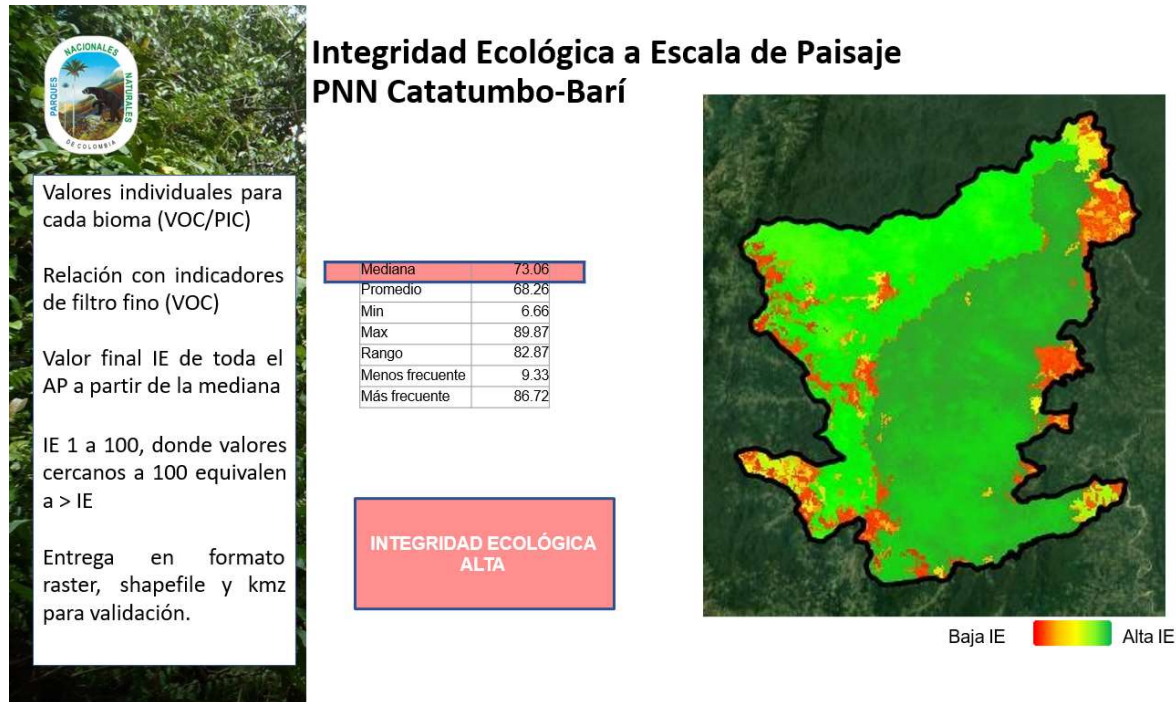 PARQUES NACIONALES NATURALES
DE COLOMBIA
Integridad Ecológica a Escala de Paisaje
PNN Catatumbo-Barí
Valores individuales para
cada bioma (VOC/PIC)
Relación con indicadores
de filtro fino (VOC)
Valor final IE de toda el
AP a partir de la mediana
IE 1 a 100, donde valores
cercanos a 100 equivalen
a > IE
Entrega en formato
raster, shapefile y kmz
para validación.
Mediana 73.06
Promedio 68.26
Min 6.66
Max 89.87
Rango 82.87
Menos frecuente 9.33
Más frecuente 86.72
INTEGRIDAD ECOLÓGICA
ALTA
Baja IE Alta IE